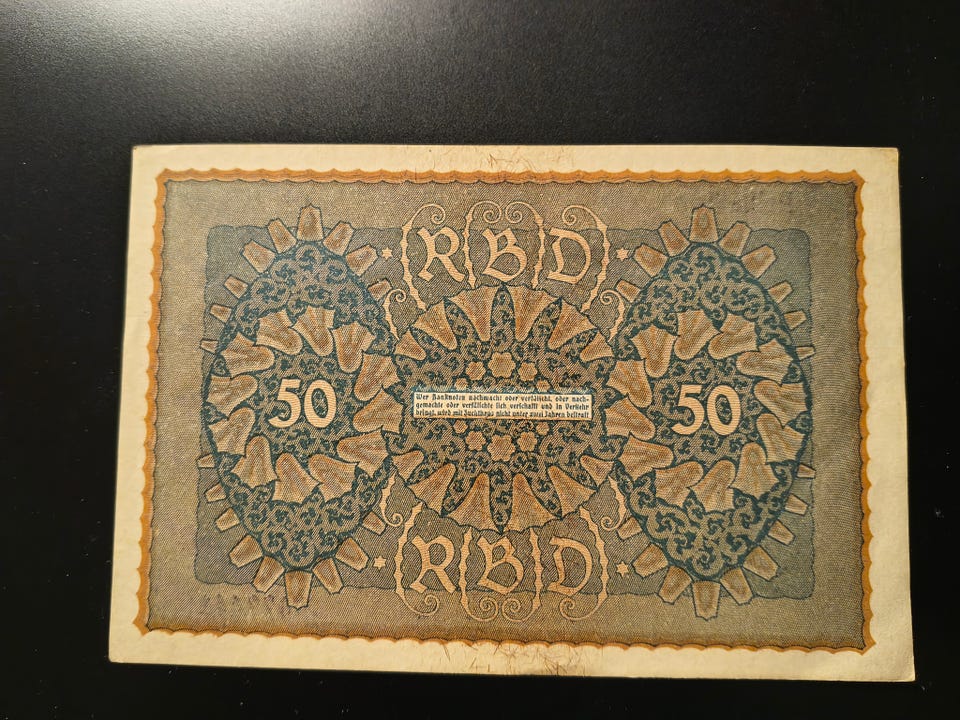 RBD
50
Wer Banknoten nachmacht oder verfälscht, oder nach-
gemachte oder verfälschte sich verschafft und in Verkehr
bringt, wird mit Zuchthaus nicht unter zwei Jahren bestraft
50
RBD